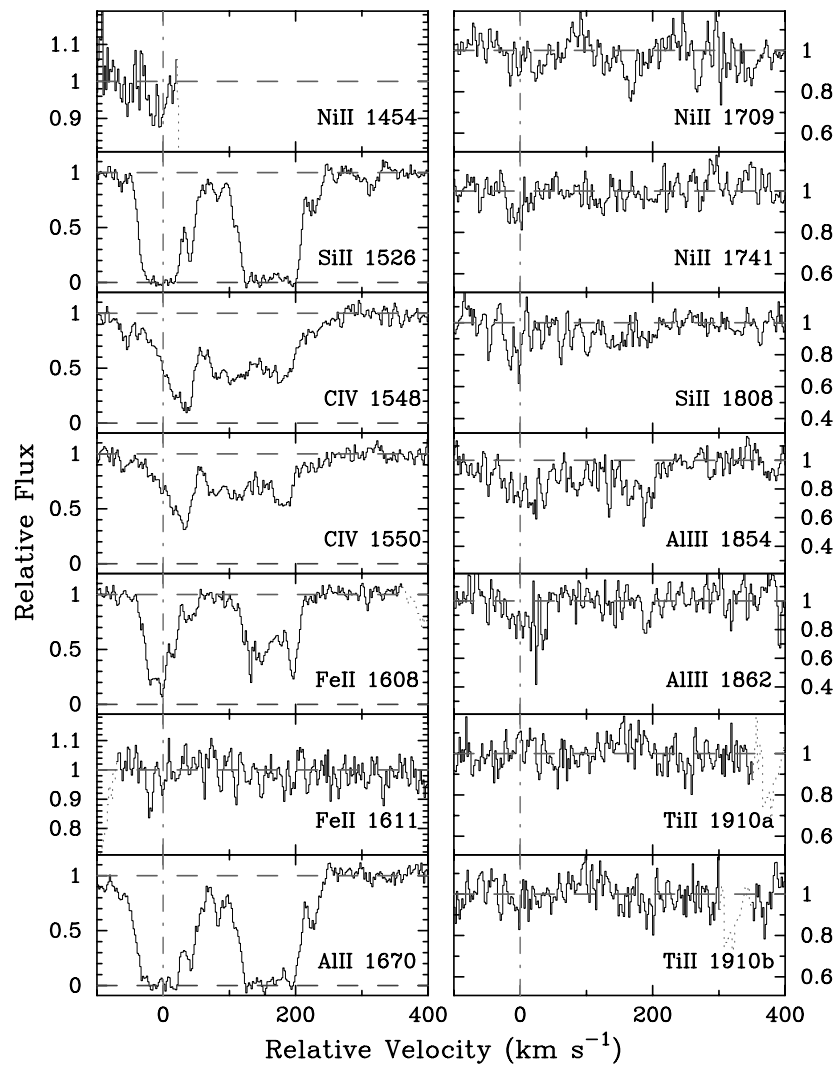 1.1
1
0.9
NiII 1454
1
0.5
0
SiII 1526
1
0.5
0
CIV 1548
1
0.5
0
CIV 1550
1
0.5
0
FeII 1608
1.1
1
0.9
0.8
FeII 1611
1
0.5
0
AlII 1670
0 200 400
NiII 1709
1
0.8
0.6
NiII 1741
1
0.8
0.6
SiII 1808
1
0.8
0.6
0.4
AlIII 1854
1
0.8
0.6
0.4
AlIII 1862
1
0.8
0.6
0.4
TiII 1910a
1
0.8
0.6
TiII 1910b
1
0.8
0.6
0 200 400
Relative Flux
Relative Velocity (km s⁻¹)